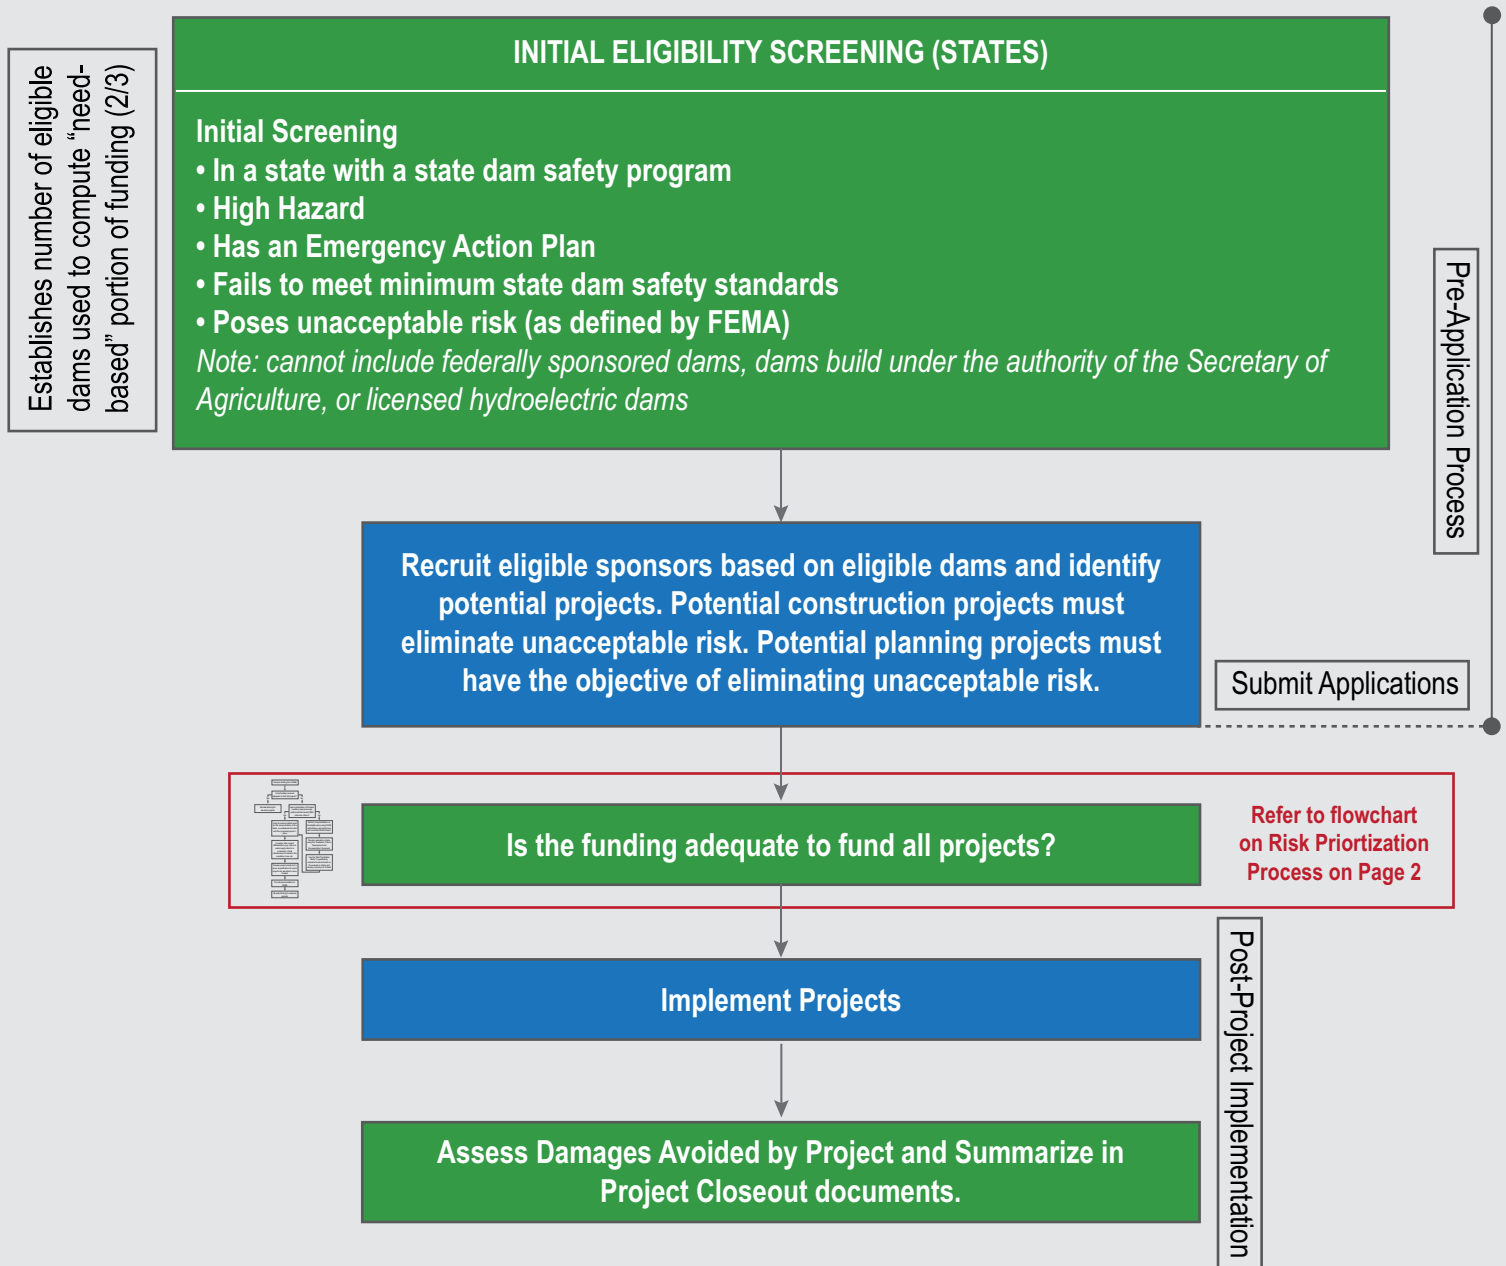 INITIAL ELIGIBILITY SCREENING (STATES)
Establishes number of eligible
dams used to compute “need-
based” portion of funding (2/3)
Initial Screening
• In a state with a state dam safety program
• High Hazard
• Has an Emergency Action Plan
• Fails to meet minimum state dam safety standards
• Poses unacceptable risk (as defined by FEMA)
Note: cannot include federally sponsored dams, dams build under the authority of the Secretary of
Agriculture, or licensed hydroelectric dams
Pre-Application Process
Recruit eligible sponsors based on eligible dams and identify
potential projects. Potential construction projects must
eliminate unacceptable risk. Potential planning projects must
have the objective of eliminating unacceptable risk.
Submit Applications
Is the funding adequate to fund all projects?
Refer to flowchart
on Risk Priortization
Process on Page 2
Implement Projects
Post-Project Implementation
Assess Damages Avoided by Project and Summarize in
Project Closeout documents.